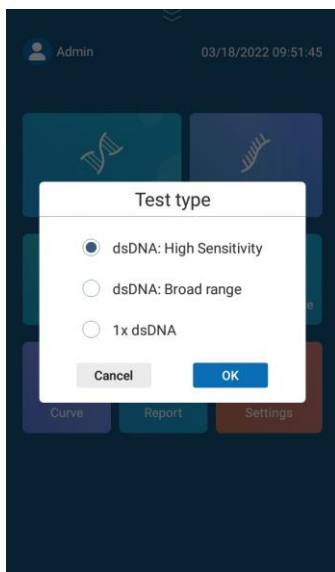 Admin
03/18/2022 09:51:45
Test type
dsDNA: High Sensitivity
dsDNA: Broad range
1x dsDNA
Cancel
OK
Curve
Report
Settings